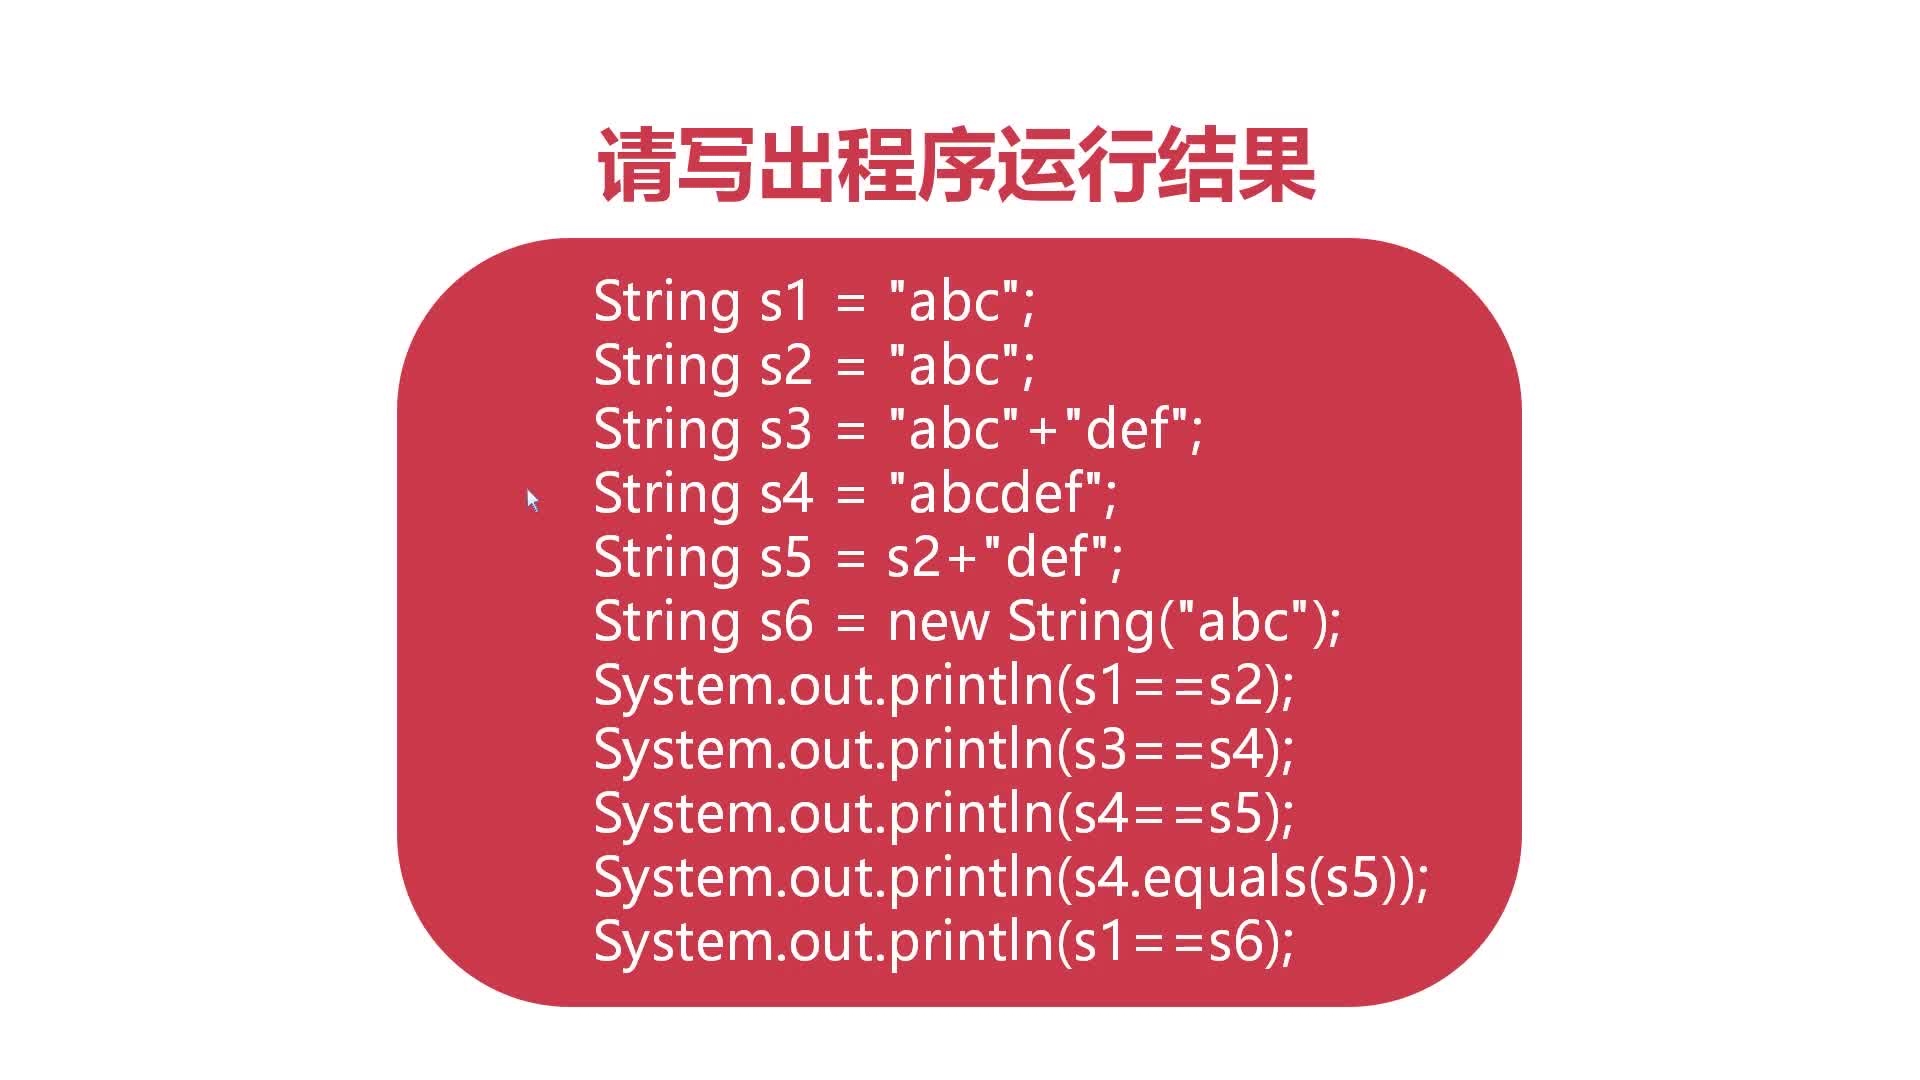 请写出程序运行结果
String s1 = "abc";
String s2 = "abc";
String s3 = "abc"+"def";
String s4 = "abcdef";
String s5 = s2+"def";
String s6 = new String("abc");
System.out.println(s1==s2);
System.out.println(s3==s4);
System.out.println(s4==s5);
System.out.println(s4.equals(s5));
System.out.println(s1==s6);